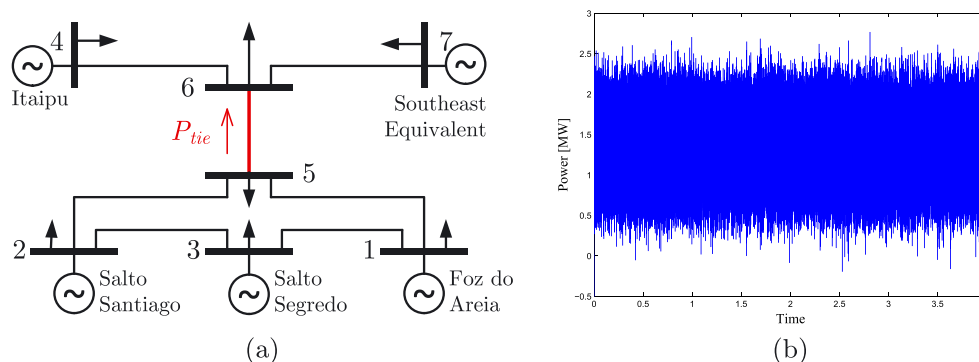 4
Itaipu
7
Southeast
Equivalent
6
P_{tie}
5
2
Salto
Santiago
3
Salto
Segredo
1
Foz do
Areia
(a)
Power [MW]
3
2.5
2
1.5
1
0.5
0
−0.5
0
0.5
1
1.5
2
2.5
3
3.5
Time
(b)